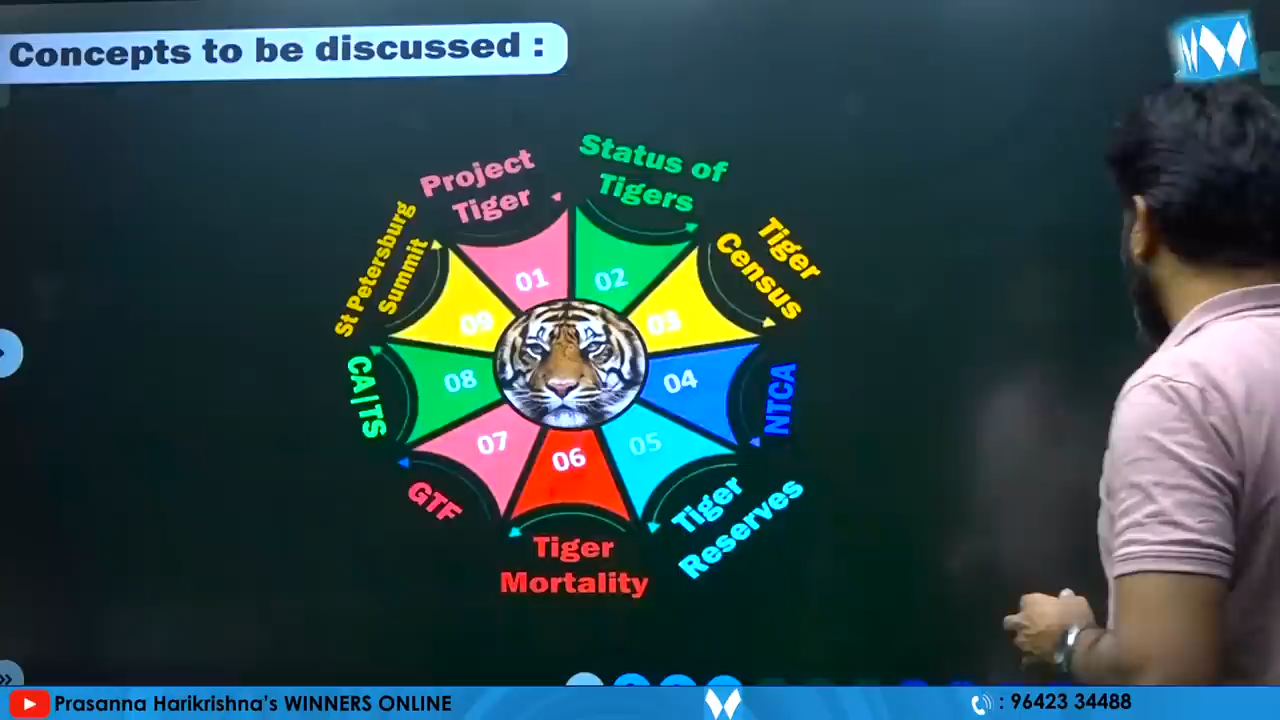 Concepts to be discussed :
Project
Tiger
Status of
Tigers
Tiger
Census
NTCA
Tiger
Reserves
Tiger
Mortality
GTF
CA|TS
St Petersburg
Summit
01
02
03
04
05
06
07
08
09
Prasanna Harikrishna's WINNERS ONLINE
: 96423 34488